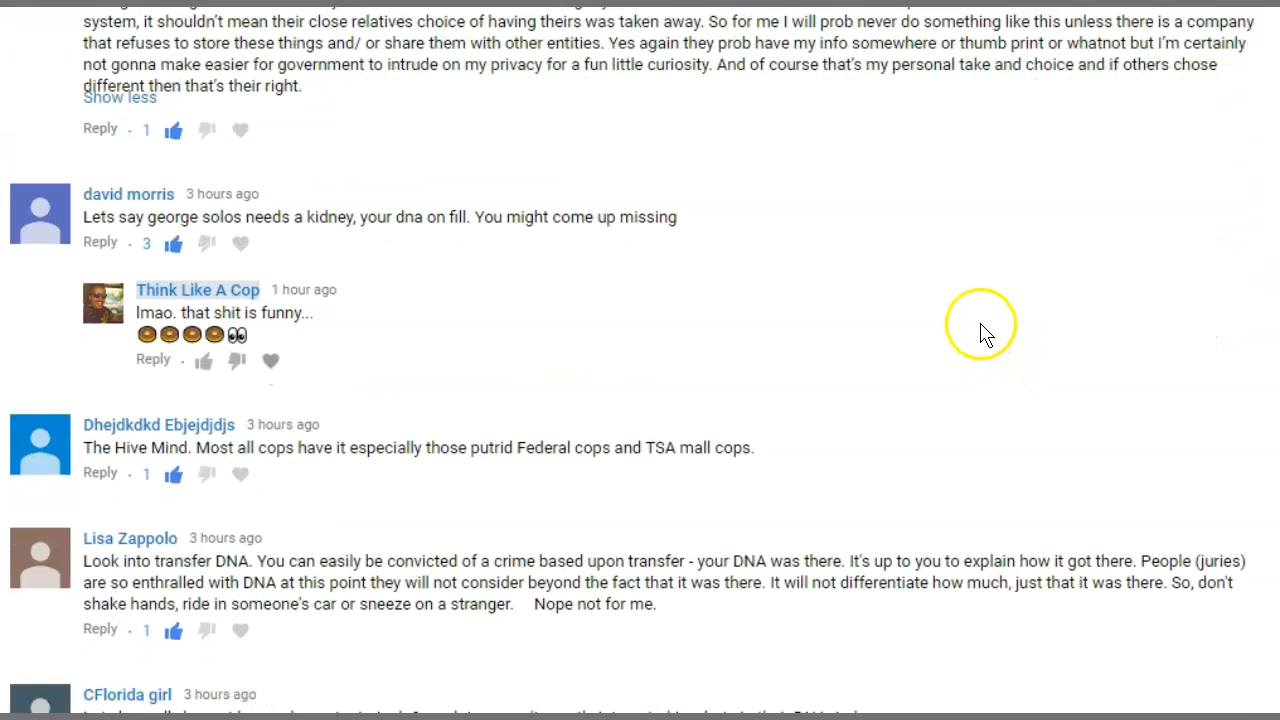 system, it shouldn't mean their close relatives choice of having theirs was taken away. So for me I will prob never do something like this unless there is a company
that refuses to store these things and/ or share them with other entities. Yes again they prob have my info somewhere or thumb print or whatnot but I'm certainly
not gonna make easier for government to intrude on my privacy for a fun little curiosity. And of course that's my personal take and choice and if others chose
different then that's their right.
Show less
Reply . 1
david morris 3 hours ago
Lets say george solos needs a kidney, your dna on fill. You might come up missing
Reply . 3
Think Like A Cop 1 hour ago
lmao. that shit is funny...
🍩🍩🍩🍩👀
Reply .
Dhejdkdkd Ebjejdjdjs 3 hours ago
The Hive Mind. Most all cops have it especially those putrid Federal cops and TSA mall cops.
Reply . 1
Lisa Zappolo 3 hours ago
Look into transfer DNA. You can easily be convicted of a crime based upon transfer - your DNA was there. It's up to you to explain how it got there. People (juries)
are so enthralled with DNA at this point they will not consider beyond the fact that it was there. It will not differentiate how much, just that it was there. So, don't
shake hands, ride in someone's car or sneeze on a stranger. Nope not for me.
Reply . 1
CFlorida girl 3 hours ago